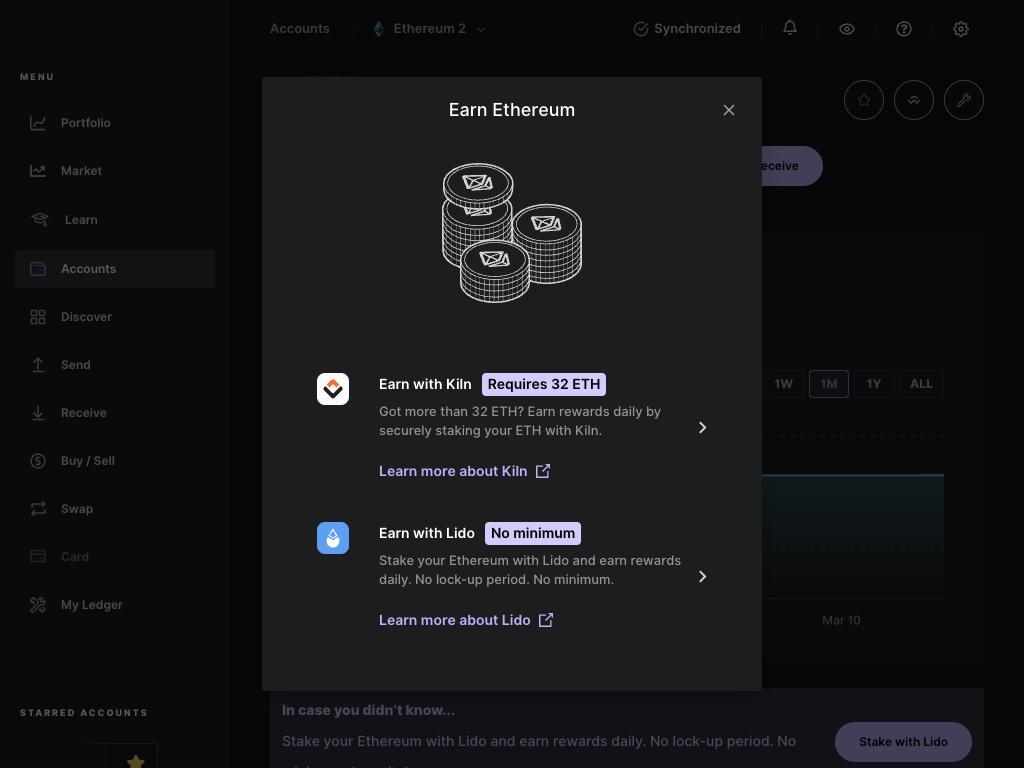 Accounts / Ethereum 2
Synchronized
MENU
Portfolio
Market
Learn
Accounts
Discover
Send
Receive
Buy / Sell
Swap
Card
My Ledger
STARRED ACCOUNTS
Earn Ethereum
Earn with Kiln Requires 32 ETH
Got more than 32 ETH? Earn rewards daily by
securely staking your ETH with Kiln.
Learn more about Kiln
Earn with Lido No minimum
Stake your Ethereum with Lido and earn rewards
daily. No lock-up period. No minimum.
Learn more about Lido
eceive
1W 1M 1Y ALL
Mar 10
In case you didn't know...
Stake your Ethereum with Lido and earn rewards daily. No lock-up period. No
Stake with Lido